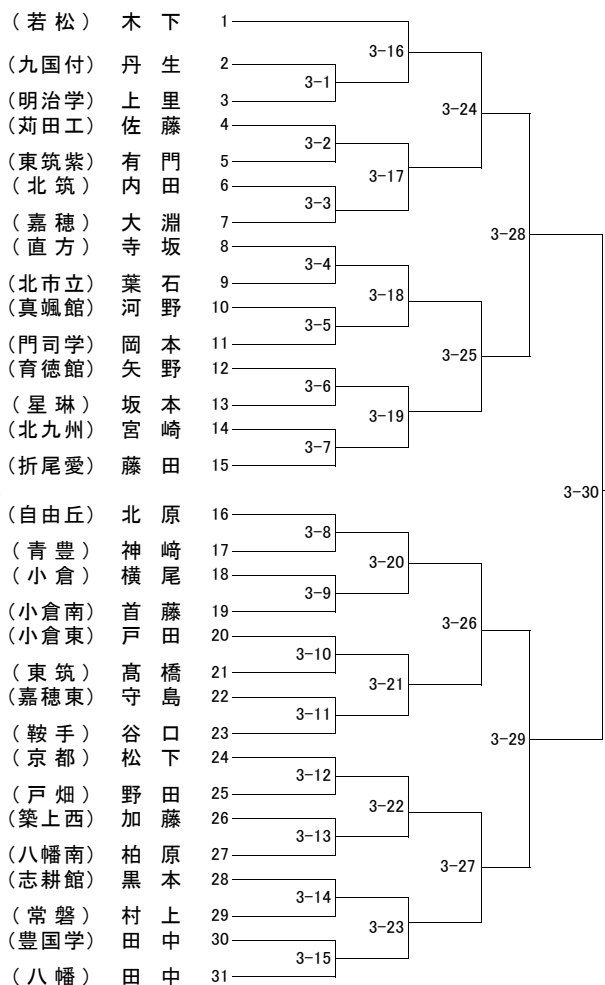 (若松) 木下 1
3-16
(九国付) 丹生 2
3-1
(明治学) 上里 3
3-24
(苅田工) 佐藤 4
3-2
(東筑紫) 有門 5
3-17
(北筑) 内田 6
3-3
(嘉穂) 大淵 7
3-28
(直方) 寺坂 8
3-4
(北市立) 葉石 9
3-18
(真颯館) 河野 10
3-5
(門司学) 岡本 11
3-25
(育徳館) 矢野 12
3-6
(星琳) 坂本 13
3-19
(北九州) 宮崎 14
3-7
(折尾愛) 藤田 15
3-30
(自由丘) 北原 16
3-8
(青豊) 神﨑 17
3-20
(小倉) 横尾 18
3-9
(小倉南) 首藤 19
3-26
(小倉東) 戸田 20
3-10
(東筑) 髙橋 21
3-21
(嘉穂東) 守島 22
3-11
(鞍手) 谷口 23
3-29
(京都) 松下 24
3-12
(戸畑) 野田 25
3-22
(築上西) 加藤 26
3-13
(八幡南) 柏原 27
3-27
(志耕館) 黒本 28
3-14
(常磐) 村上 29
3-23
(豊国学) 田中 30
3-15
(八幡) 田中 31